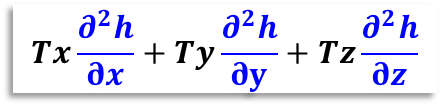 Tx ∂²h/∂x + Ty ∂²h/∂y + Tz ∂²h/∂z